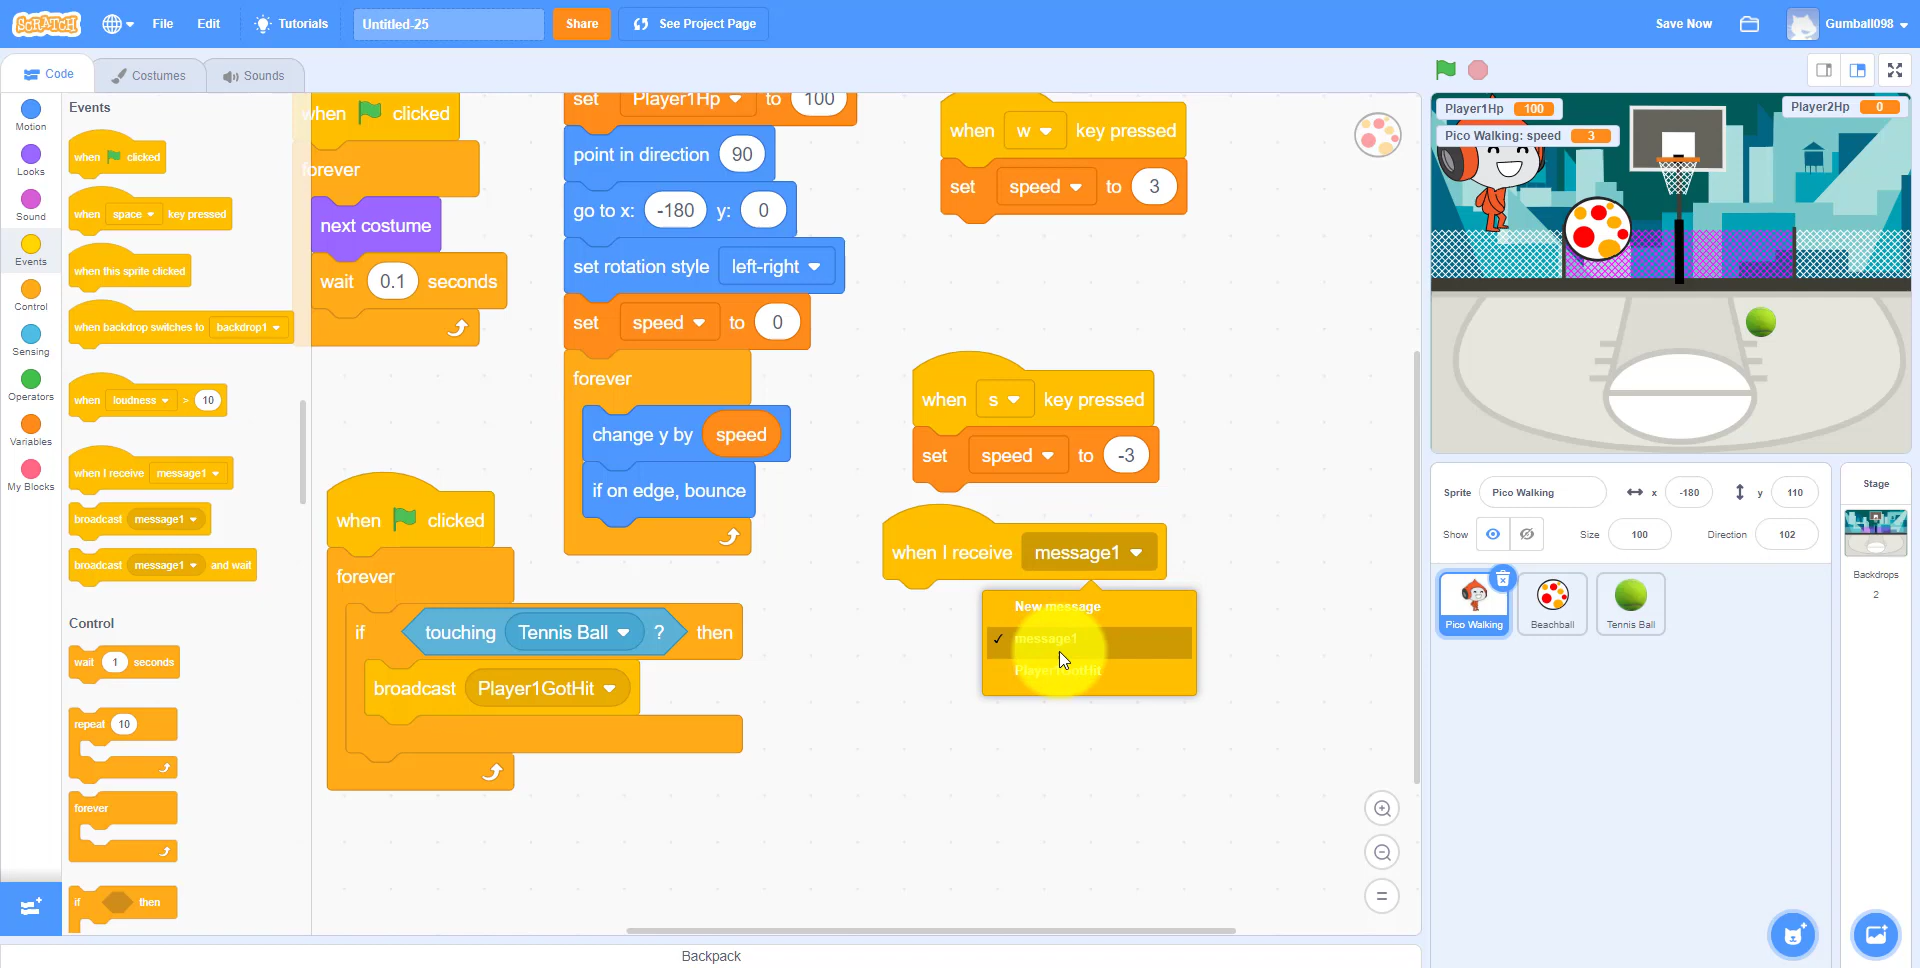 SCRATCH
File
Edit
Tutorials
Untitled-25
Share
See Project Page
Save Now
Gumball098
Code
Costumes
Sounds
Motion
Looks
Sound
Events
Control
Sensing
Operators
Variables
My Blocks
Events
when clicked
when space key pressed
when this sprite clicked
when backdrop switches to backdrop1
when loudness > 10
when I receive message1
broadcast message1
broadcast message1 and wait
Control
wait 1 seconds
repeat 10
forever
if then
when clicked
forever
next costume
wait 0.1 seconds
when clicked
forever
if touching Tennis Ball ? then
broadcast Player1GotHit
set Player1Hp to 100
point in direction 90
go to x: -180 y: 0
set rotation style left-right
set speed to 0
forever
change y by speed
if on edge, bounce
when w key pressed
set speed to 3
when s key pressed
set speed to -3
when I receive message1
New message
✓ message1
Player1GotHit
Backpack
Player1Hp 100
Pico Walking: speed 3
Player2Hp 0
Sprite Pico Walking x -180 y 110
Show Size 100 Direction 102
Pico Walking
Beachball
Tennis Ball
Stage
Backdrops
2